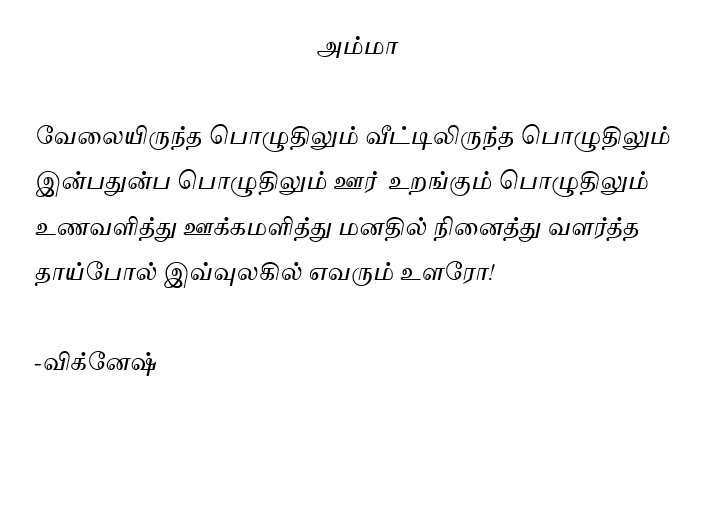 அம்மா
வேலையிருந்த பொழுதிலும் வீட்டிலிருந்த பொழுதிலும்
இன்பதுன்ப பொழுதிலும் ஊர் உறங்கும் பொழுதிலும்
உணவளித்து ஊக்கமளித்து மனதில் நினைத்து வளர்த்த
தாய்போல் இவ்வுலகில் எவரும் உளரோ!
-விக்னேஷ்